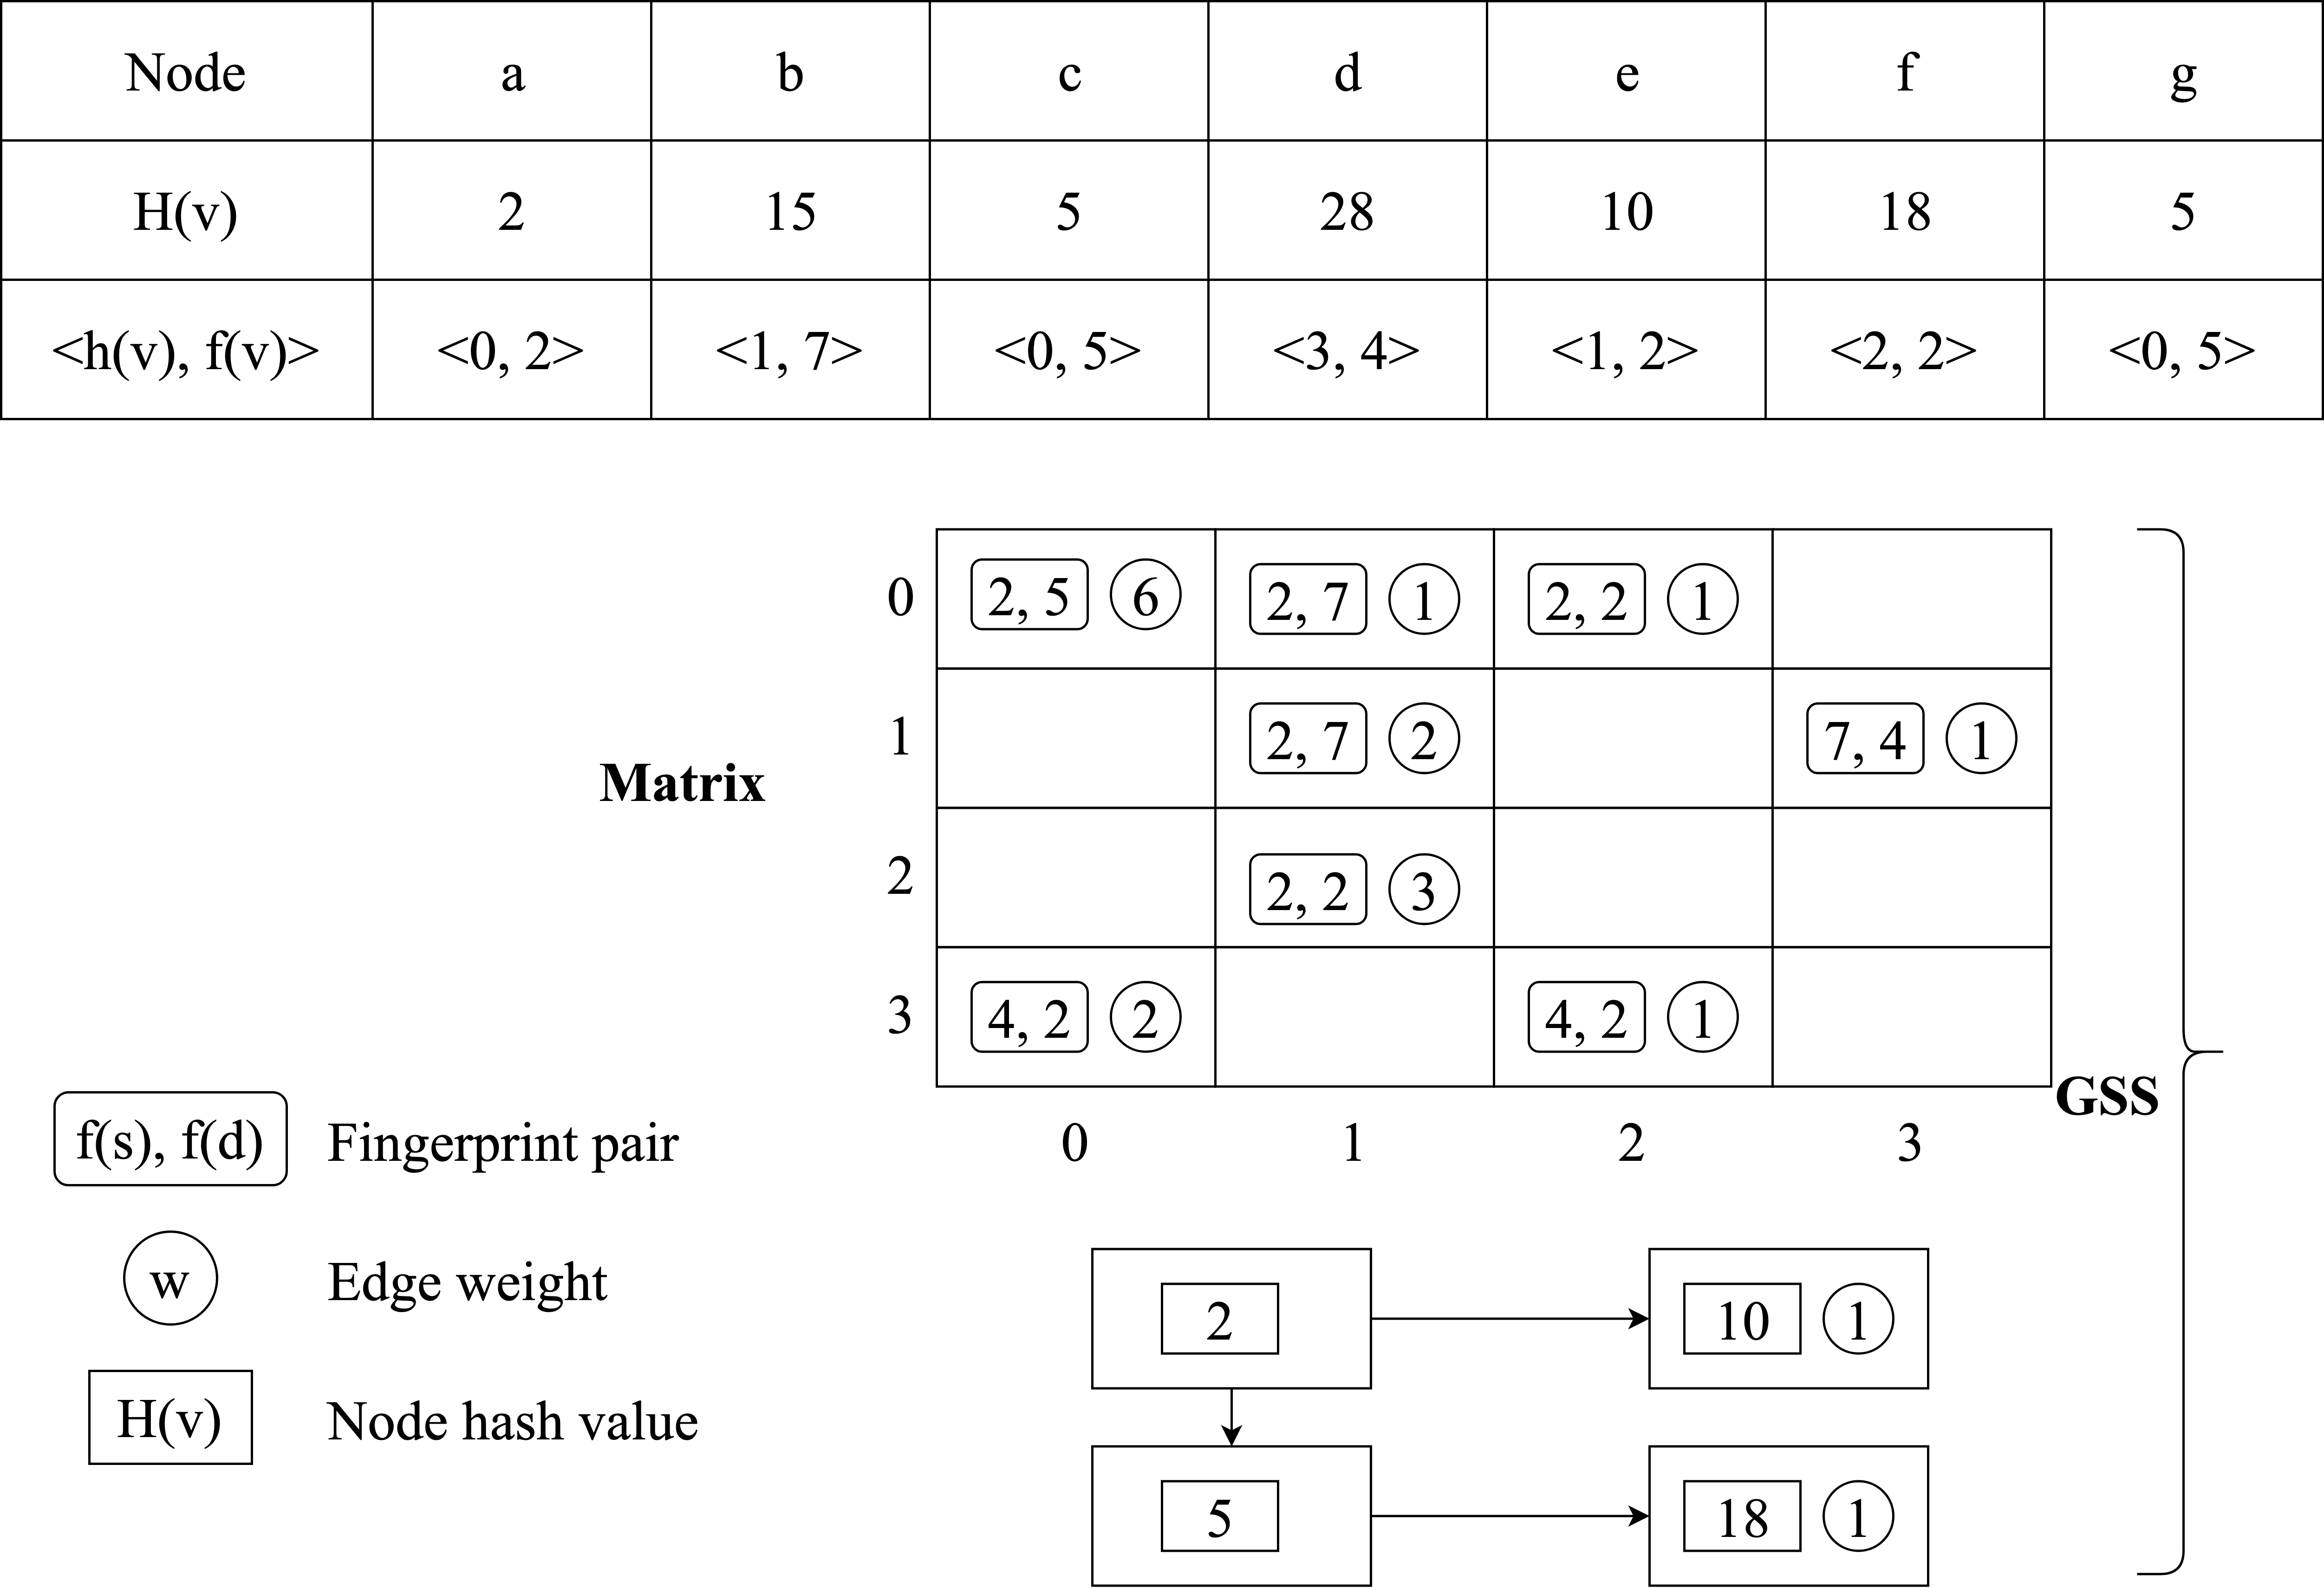 Node a b c d e f g
H(v) 2 15 5 28 10 18 5
<h(v), f(v)> <0, 2> <1, 7> <0, 5> <3, 4> <1, 2> <2, 2> <0, 5>
0 2, 5 6 2, 7 1 2, 2 1
1 2, 7 2 7, 4 1
Matrix
2 2, 2 3
3 4, 2 2 4, 2 1
GSS
0 1 2 3
f(s), f(d) Fingerprint pair
w Edge weight
H(v) Node hash value
2 10 1
5 18 1